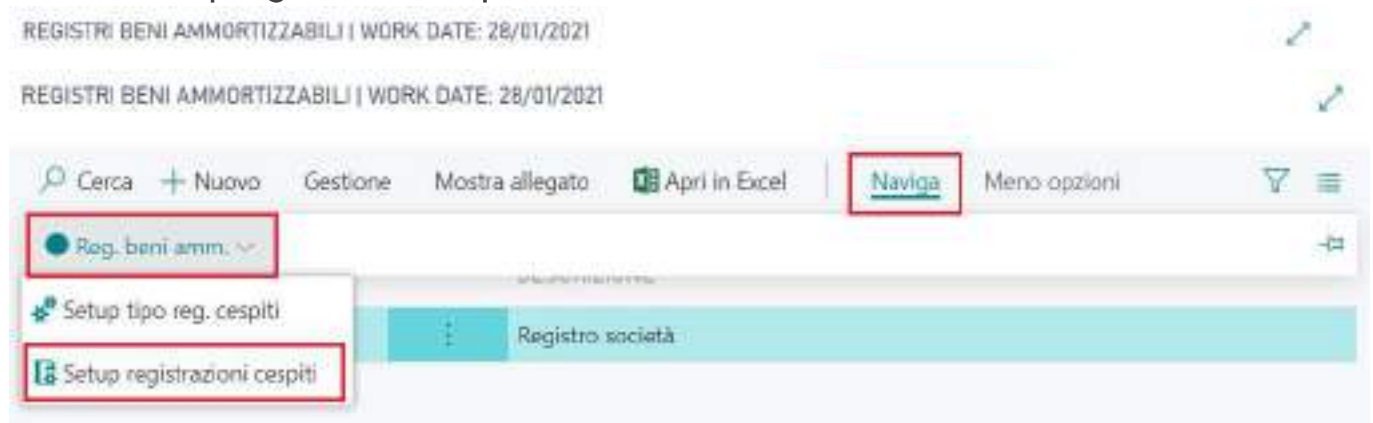 REGISTRI BENI AMMORTIZZABILI | WORK DATE: 28/01/2021
REGISTRI BENI AMMORTIZZABILI | WORK DATE: 28/01/2021
Cerca + Nuovo Gestione Mostra allegato Apri in Excel Naviga Meno opzioni
Reg. beni amm.
Setup tipo reg. cespiti
Registro società
Setup registrazioni cespiti